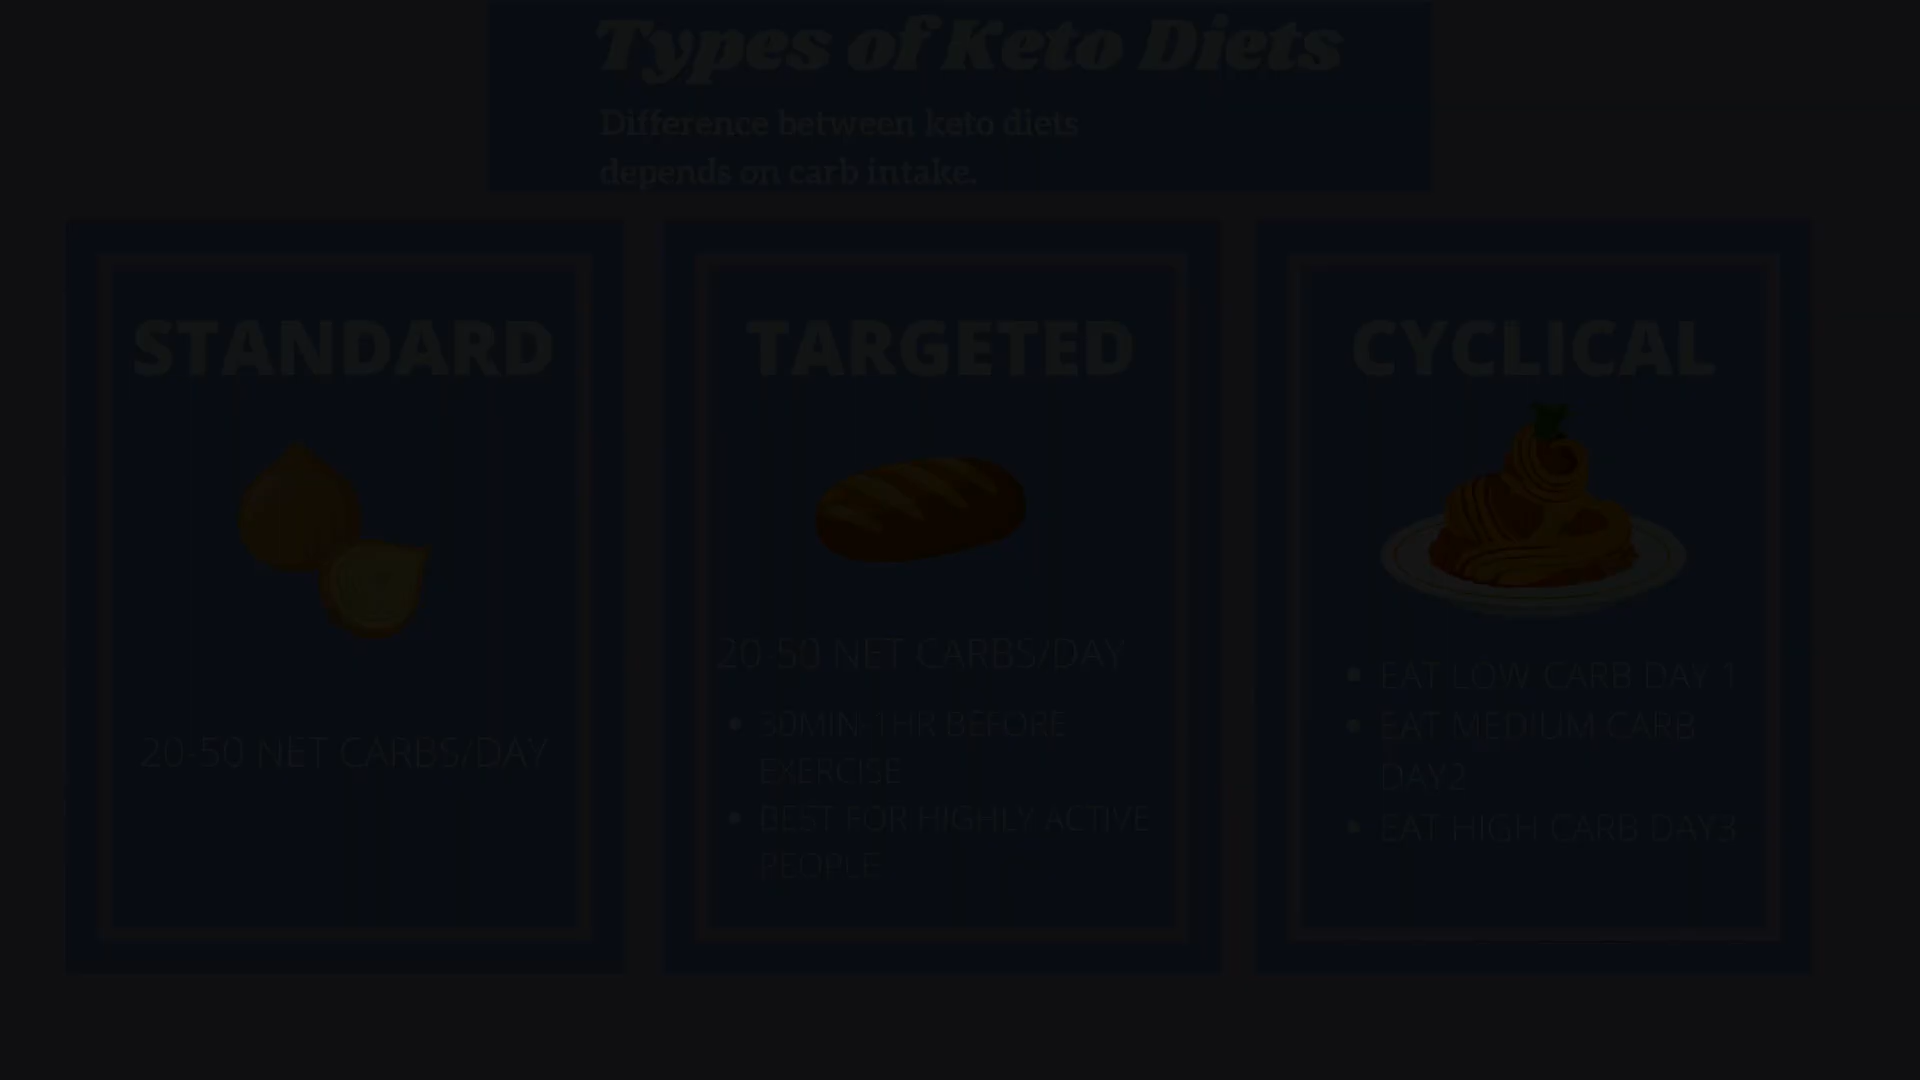 Types of Keto Diets
Difference between keto diets
depends on carb intake.
STANDARD
20-50 NET CARBS/DAY
TARGETED
20-50 NET CARBS/DAY
• 30MIN-1HR BEFORE
EXERCISE
• BEST FOR HIGHLY ACTIVE
PEOPLE
CYCLICAL
• EAT LOW CARB DAY 1
• EAT MEDIUM CARB
DAY2
• EAT HIGH CARB DAY3